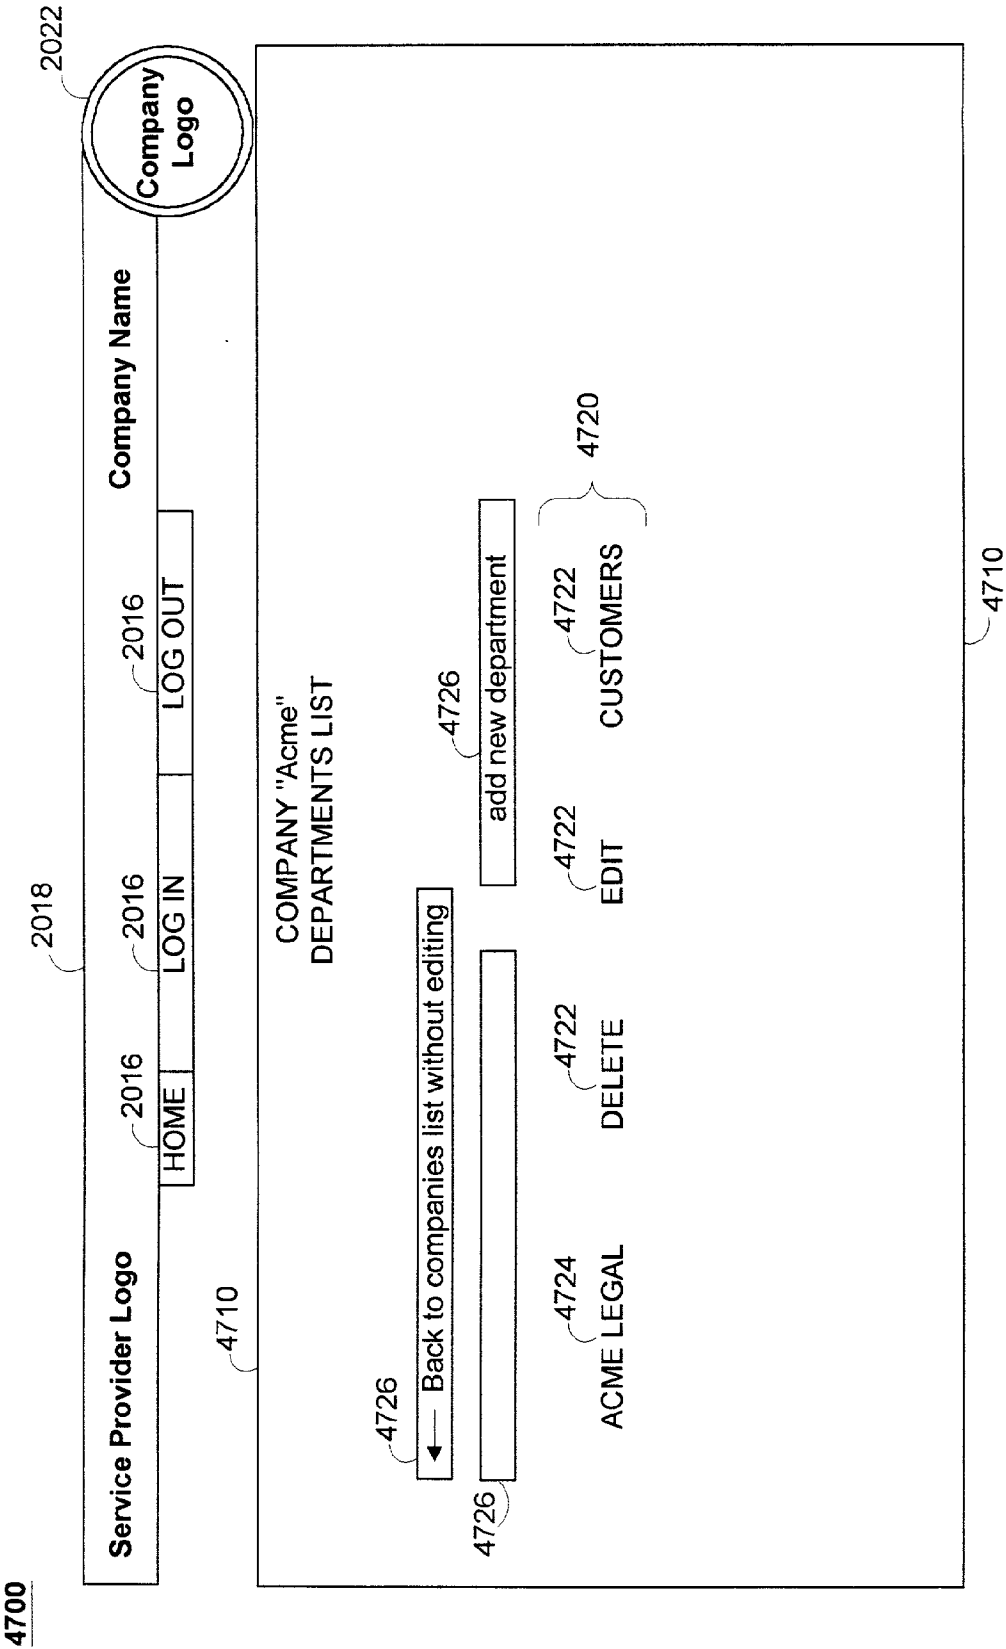 4700
2018
2022
Service Provider Logo
Company Name
Company
Logo
2016
2016
2016
HOME
LOG IN
LOG OUT
4710
COMPANY "Acme"
DEPARTMENTS LIST
4726
← Back to companies list without editing
4726
4726
add new department
4724
4722
4722
4722
4720
ACME LEGAL
DELETE
EDIT
CUSTOMERS
4710